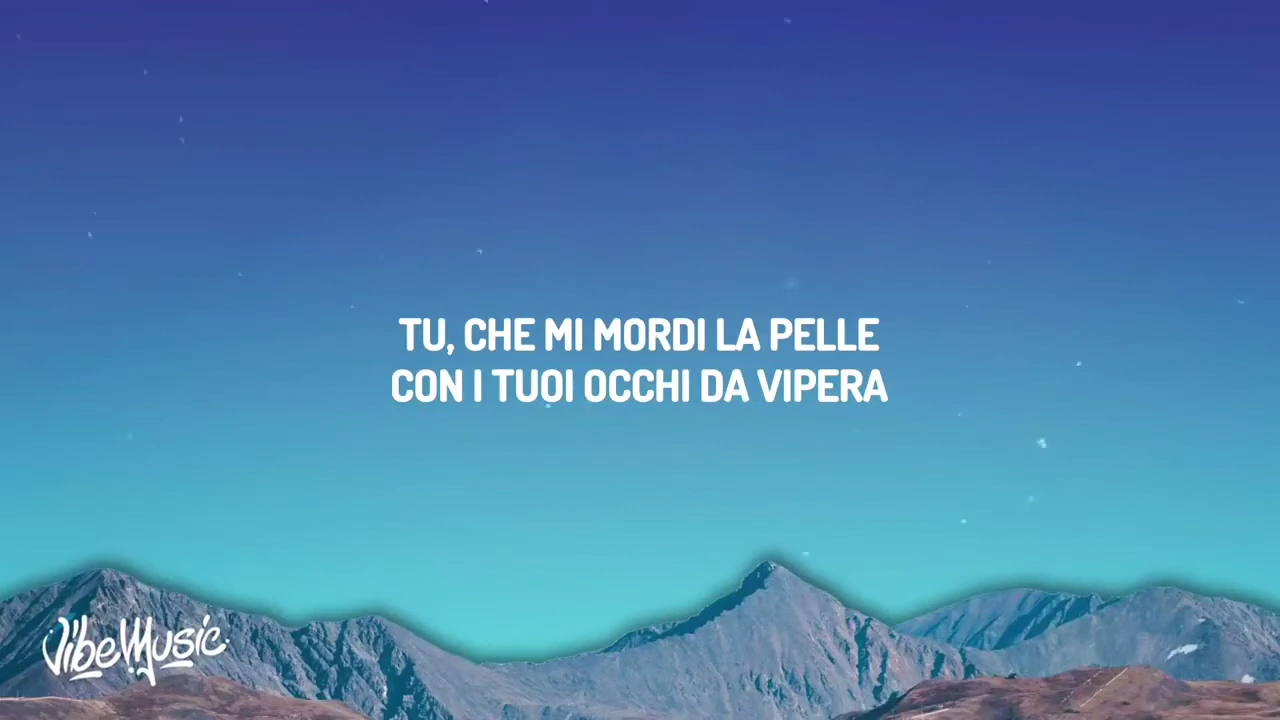 TU, CHE MI MORDI LA PELLE
CON I TUOI OCCHI DA VIPERA
VibeMusic